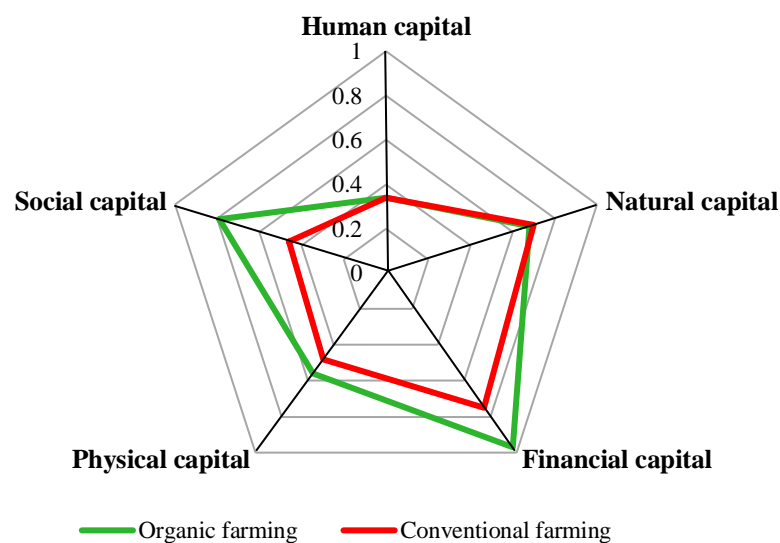 Human capital
1
0.8
0.6
0.4
0.2
0
Social capital
Natural capital
Physical capital
Financial capital
Organic farming
Conventional farming